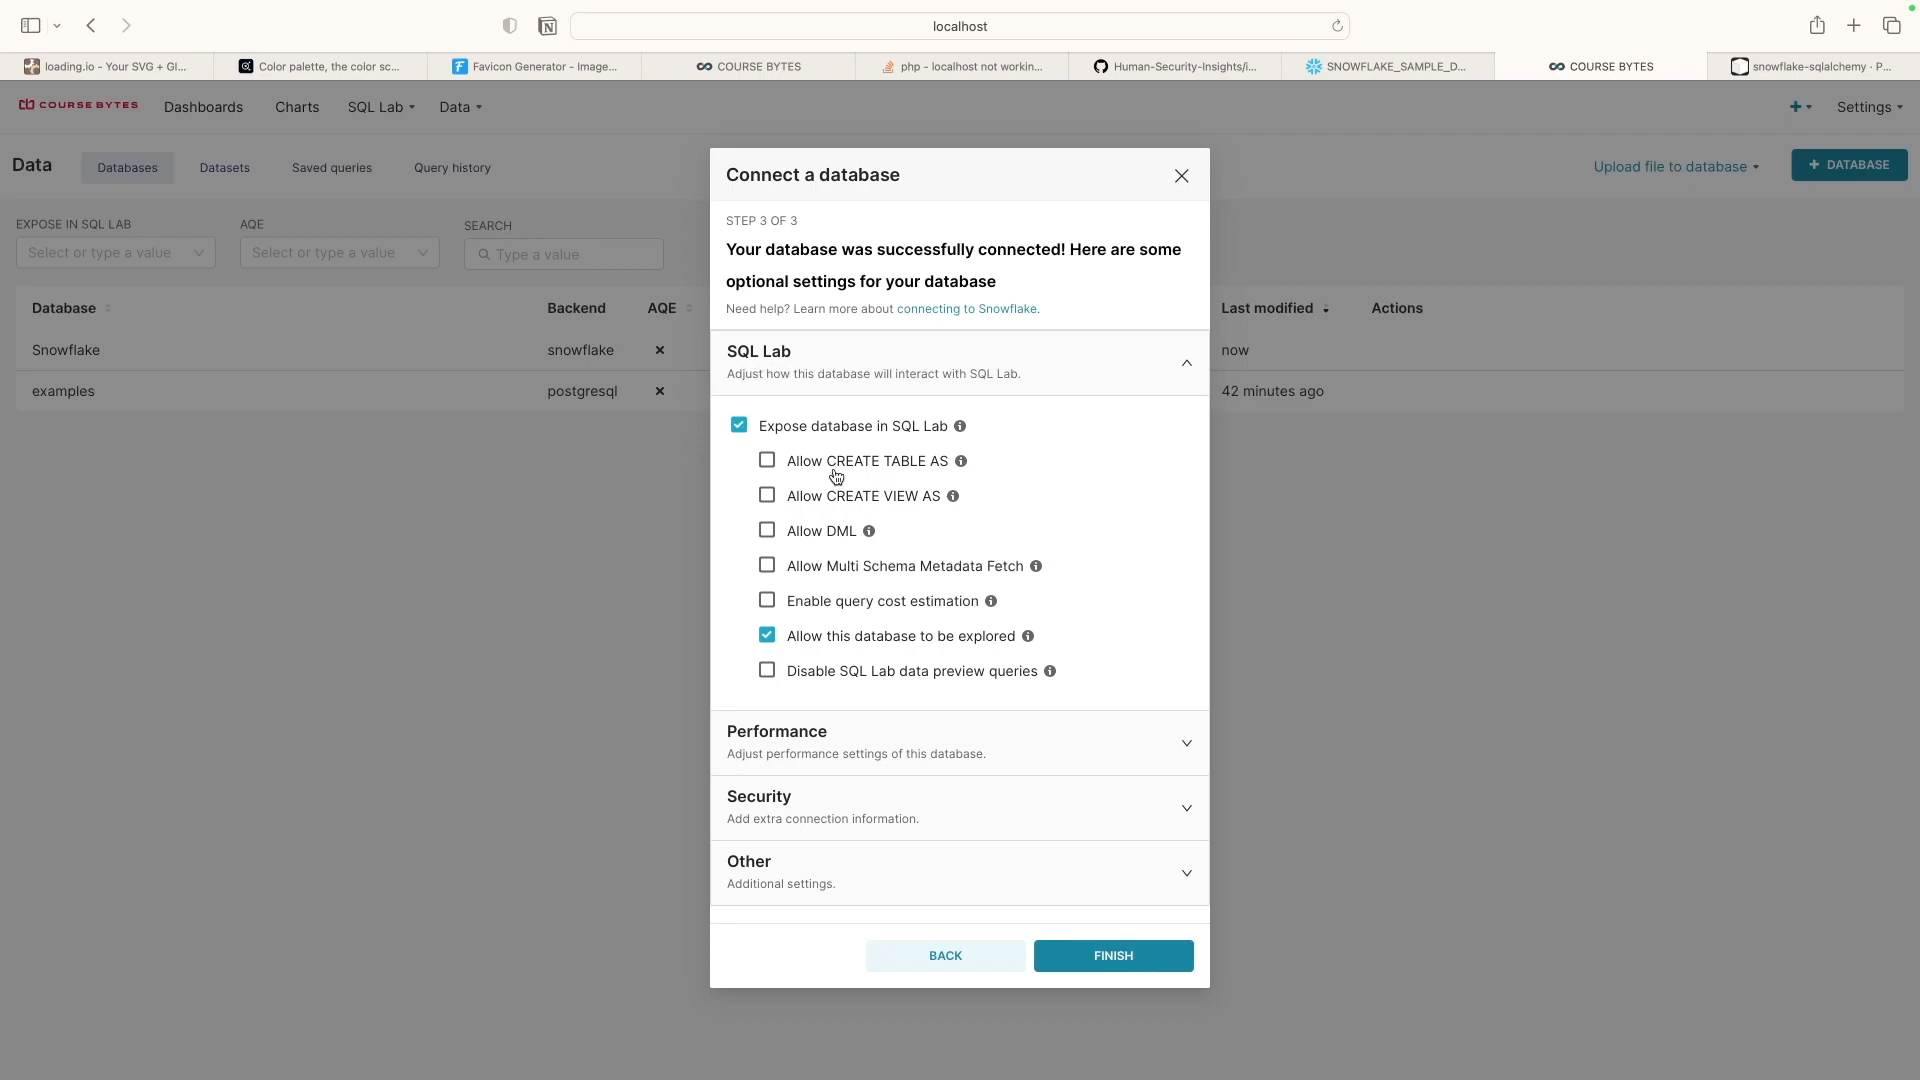 localhost
loading.io - Your SVG + GI...
Color palette, the color sc...
Favicon Generator - Image...
COURSE BYTES
php - localhost not workin...
Human-Security-Insights/i...
SNOWFLAKE_SAMPLE_D...
COURSE BYTES
snowflake-sqlalchemy · P...
COURSE BYTES
Dashboards
Charts
SQL Lab
Data
Settings
Data
Databases
Datasets
Saved queries
Query history
Upload file to database
+ DATABASE
EXPOSE IN SQL LAB
AQE
SEARCH
Select or type a value
Select or type a value
Type a value
Database
Backend
AQE
Last modified
Actions
Snowflake
snowflake
now
examples
postgresql
42 minutes ago
Connect a database
STEP 3 OF 3
Your database was successfully connected! Here are some
optional settings for your database
Need help? Learn more about connecting to Snowflake.
SQL Lab
Adjust how this database will interact with SQL Lab.
Expose database in SQL Lab
Allow CREATE TABLE AS
Allow CREATE VIEW AS
Allow DML
Allow Multi Schema Metadata Fetch
Enable query cost estimation
Allow this database to be explored
Disable SQL Lab data preview queries
Performance
Adjust performance settings of this database.
Security
Add extra connection information.
Other
Additional settings.
BACK
FINISH